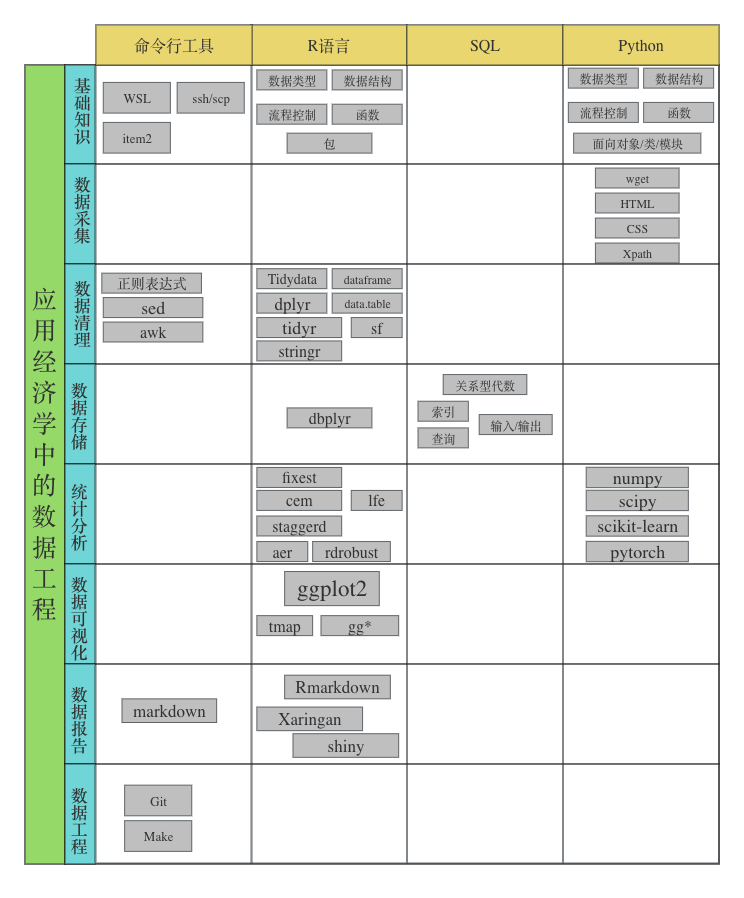 命令行工具
R语言
SQL
Python
应用经济学中的数据工程
基础知识
WSL
ssh/scp
item2
数据类型
数据结构
流程控制
函数
包
数据类型
数据结构
流程控制
函数
面向对象/类/模块
数据采集
wget
HTML
CSS
Xpath
数据清理
正则表达式
sed
awk
Tidydata
dataframe
dplyr
data.table
tidyr
sf
stringr
数据存储
dbplyr
关系型代数
索引
输入/输出
查询
统计分析
fixest
cem
lfe
staggerd
aer
rdrobust
numpy
scipy
scikit-learn
pytorch
数据可视化
ggplot2
tmap
gg*
数据报告
markdown
Rmarkdown
Xaringan
shiny
数据工程
Git
Make